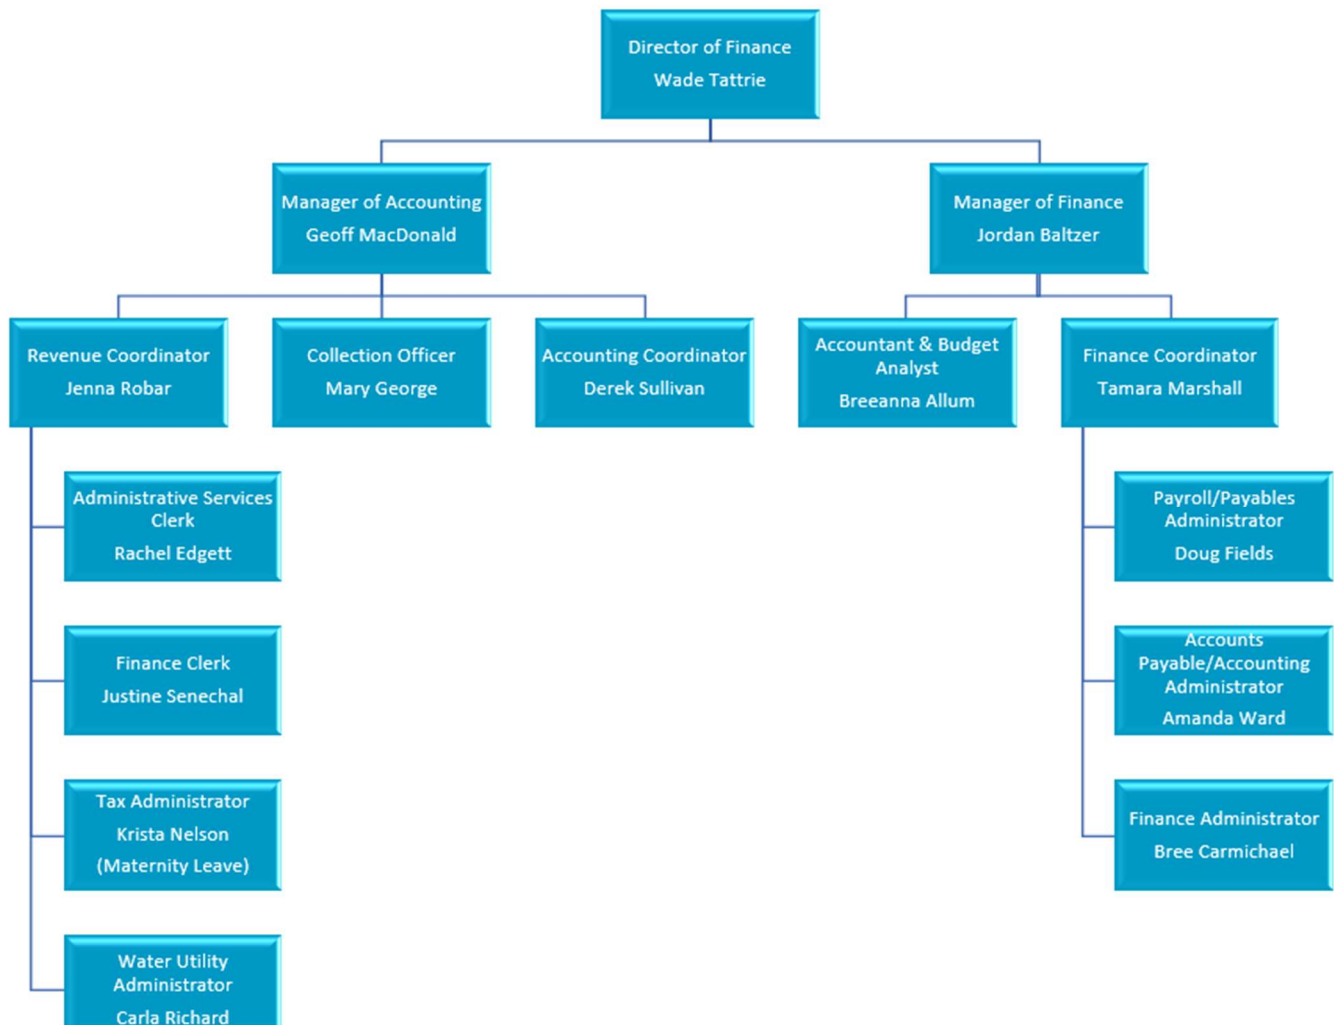 Director of Finance
Wade Tattrie
Manager of Accounting
Geoff MacDonald
Manager of Finance
Jordan Baltzer
Revenue Coordinator
Jenna Robar
Collection Officer
Mary George
Accounting Coordinator
Derek Sullivan
Accountant & Budget
Analyst
Breeanna Allum
Finance Coordinator
Tamara Marshall
Administrative Services
Clerk
Rachel Edgett
Finance Clerk
Justine Senechal
Tax Administrator
Krista Nelson
(Maternity Leave)
Water Utility
Administrator
Carla Richard
Payroll/Payables
Administrator
Doug Fields
Accounts
Payable/Accounting
Administrator
Amanda Ward
Finance Administrator
Bree Carmichael